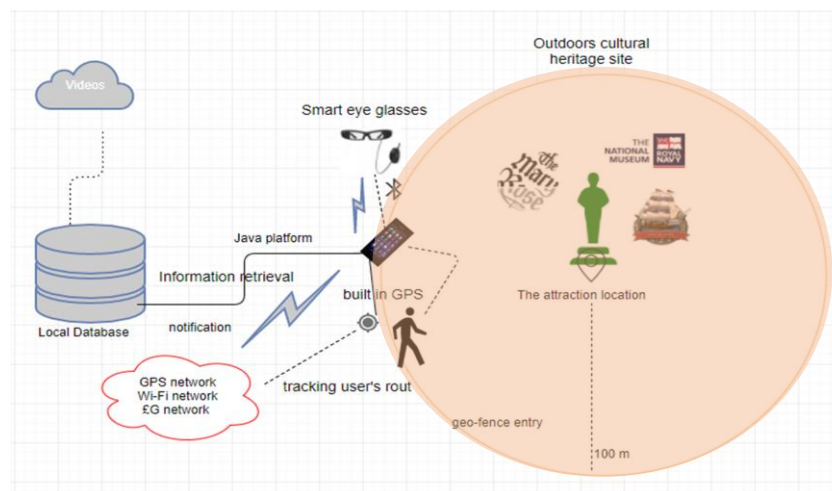 Outdoors cultural
heritage site
Videos
Smart eye glasses
THE
NATIONAL
MUSEUM
ROYAL
NAVY
The
Mary
Rose
Java platform
Information retrieval
built in GPS
The attraction location
notification
Local Database
GPS network
Wi-Fi network
£G network
tracking user's rout
geo-fence entry
100 m